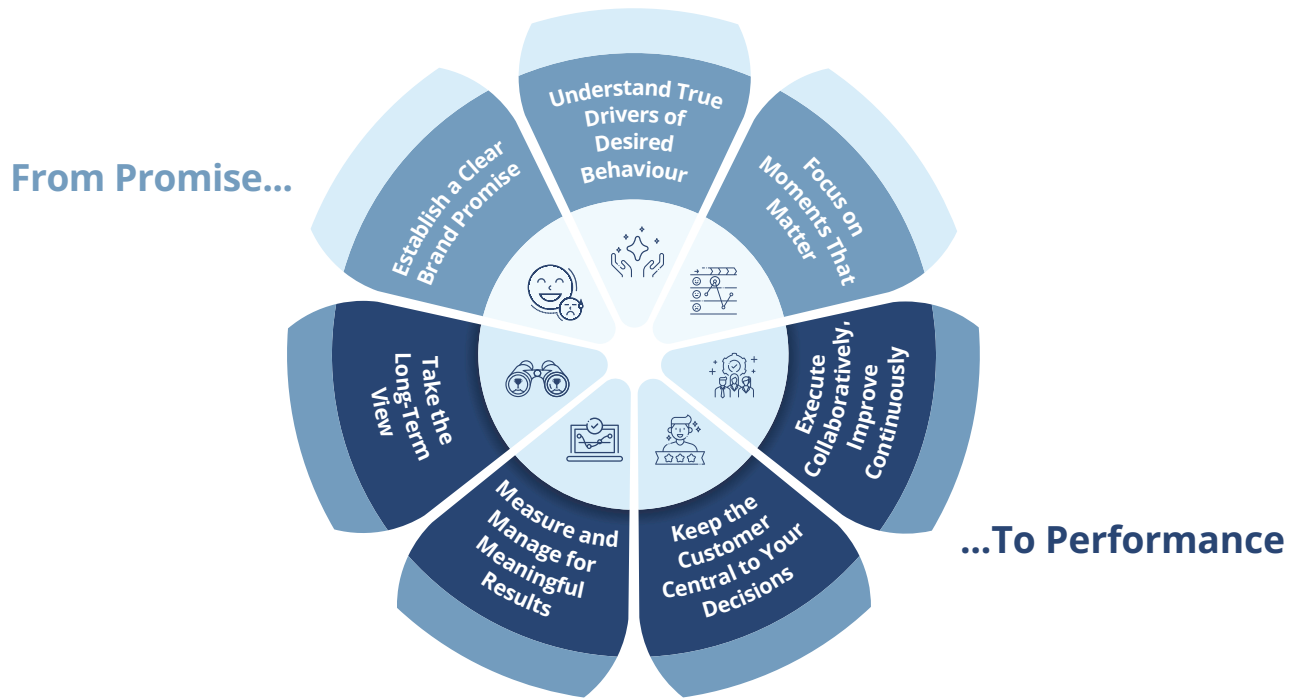 From Promise...
Establish a Clear
Brand Promise
Understand True
Drivers of
Desired
Behaviour
Focus on
Moments That
Matter
Execute
Collaboratively,
Improve
Continuously
Keep the
Customer
Central to Your
Decisions
Measure and
Manage for
Meaningful
Results
Take the
Long-Term
View
...To Performance